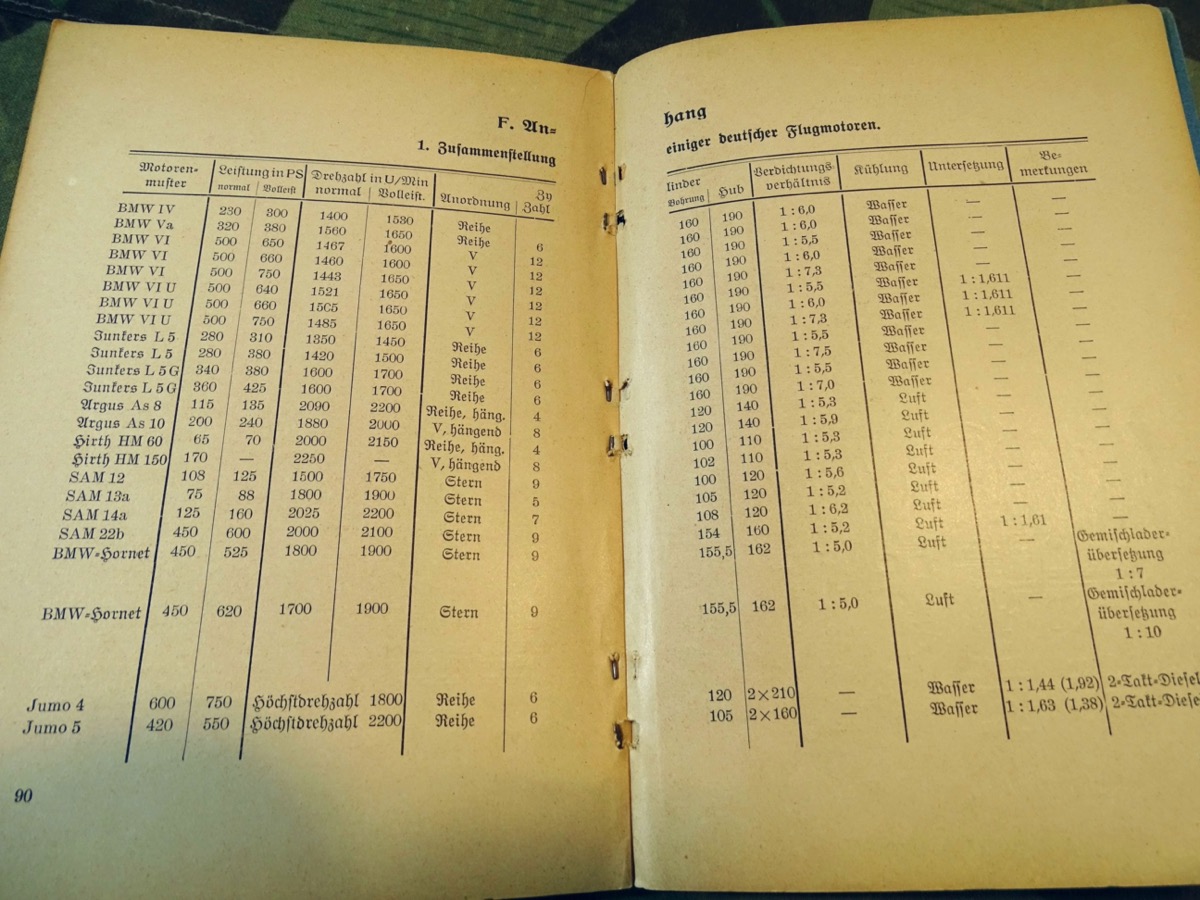 F. An=
1. Zusammenstellung
Motoren= Leistung in PS Drehzahl in U/Min Zy
muster normal Volleist normal Volleist. Anordnung Zahl
BMW IV 230 300 1400 1530 Reihe
BMW Va 320 380 1560 1650 Reihe 6
BMW VI 500 650 1467 1600 V 12
BMW VI 500 660 1460 1600 V 12
BMW VI 500 750 1443 1650 V 12
BMW VI U 500 640 1521 1650 V 12
BMW VI U 500 660 1505 1650 V 12
BMW VI U 500 750 1485 1650 V 12
Junkers L 5 280 310 1350 1450 Reihe 6
Junkers L 5 280 380 1420 1500 Reihe 6
Junkers L 5 G 340 380 1600 1700 Reihe 6
Junkers L 5 G 360 425 1600 1700 Reihe 6
Argus As 8 115 135 2090 2200 Reihe, häng. 4
Argus As 10 200 240 1880 2000 V, hängend 8
Hirth HM 60 65 70 2000 2150 Reihe, häng. 4
Hirth HM 150 170 — 2250 — V, hängend 8
SAM 12 108 125 1500 1750 Stern 9
SAM 13a 75 88 1800 1900 Stern 5
SAM 14a 125 160 2025 2200 Stern 7
SAM 22b 450 600 2000 2100 Stern 9
BMW=Hornet 450 525 1800 1900 Stern 9
BMW=Hornet 450 620 1700 1900 Stern 9
Jumo 4 600 750 Höchstdrehzahl 1800 Reihe 6
Jumo 5 420 550 Höchstdrehzahl 2200 Reihe 6
90
hang
einiger deutscher Flugmotoren.
linder Hub Verdichtungs= Kühlung Untersetzung Be=
Bohrung verhältnis merkungen
160 190 1 : 6,0 Wasser — —
160 190 1 : 6,0 Wasser — —
160 190 1 : 5,5 Wasser — —
160 190 1 : 6,0 Wasser — —
160 190 1 : 7,3 Wasser — —
160 190 1 : 5,5 Wasser 1 : 1,611 —
160 190 1 : 6,0 Wasser 1 : 1,611 —
160 190 1 : 7,3 Wasser 1 : 1,611 —
160 190 1 : 5,5 Wasser — —
160 190 1 : 7,5 Wasser — —
160 190 1 : 5,5 Wasser — —
160 190 1 : 7,0 Wasser — —
120 140 1 : 5,3 Luft — —
120 140 1 : 5,9 Luft — —
100 110 1 : 5,3 Luft — —
102 110 1 : 5,3 Luft — —
100 120 1 : 5,6 Luft — —
105 120 1 : 5,2 Luft — —
108 120 1 : 6,2 Luft — —
154 160 1 : 5,2 Luft 1 : 1,61 —
155,5 162 1 : 5,0 Luft — Gemischlader=
übersetzung
1 : 7
155,5 162 1 : 5,0 Luft — Gemischlader=
übersetzung
1 : 10
120 2×210 — Wasser 1 : 1,44 (1,92) 2=Takt=Diesel
105 2×160 — Wasser 1 : 1,63 (1,38) 2=Takt=Diesel